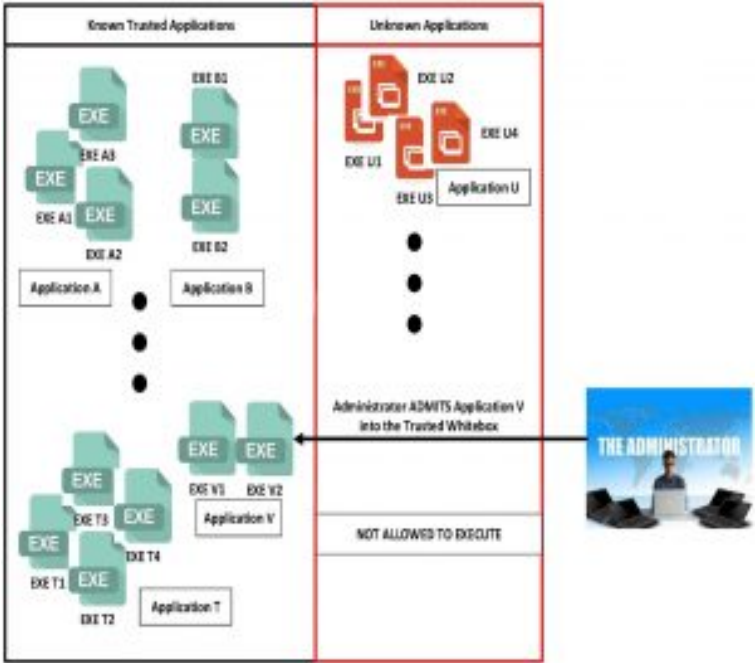 Known Trusted Applications
Unknown Applications
EXE
EXE A3
EXE
EXE A1
EXE
EXE A2
Application A
EXE B1
EXE
EXE
EXE B2
Application B
EXE U2
EXE U4
EXE U1
EXE U3
Application U
Administrator ADMITS Application V
into the Trusted Whitebox
THE ADMINISTRATOR
EXE
EXE
EXE V1
EXE V2
Application V
NOT ALLOWED TO EXECUTE
EXE
EXE T3
EXE
EXE T4
EXE
EXE T1
EXE
EXE T2
Application T